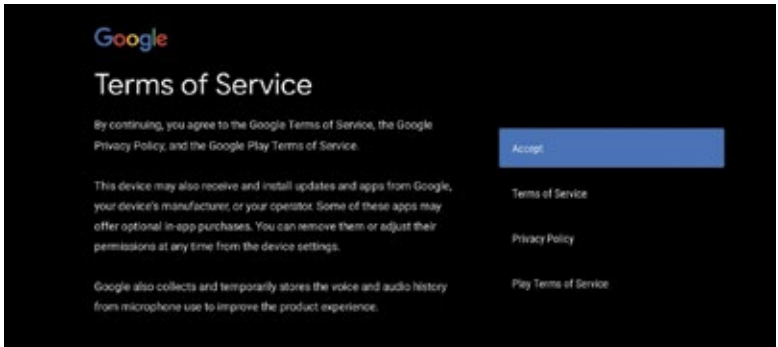 Google
Terms of Service
By continuing, you agree to the Google Terms of Service, the Google
Privacy Policy, and the Google Play Terms of Service.
This device may also receive and install updates and apps from Google,
your device's manufacturer, or your operator. Some of these apps may
offer optional in-app purchases. You can remove them or adjust their
permissions at any time from the device settings.
Google also collects and temporarily stores the voice and audio history
from microphone use to improve the product experience.
Accept
Terms of Service
Privacy Policy
Play Terms of Service